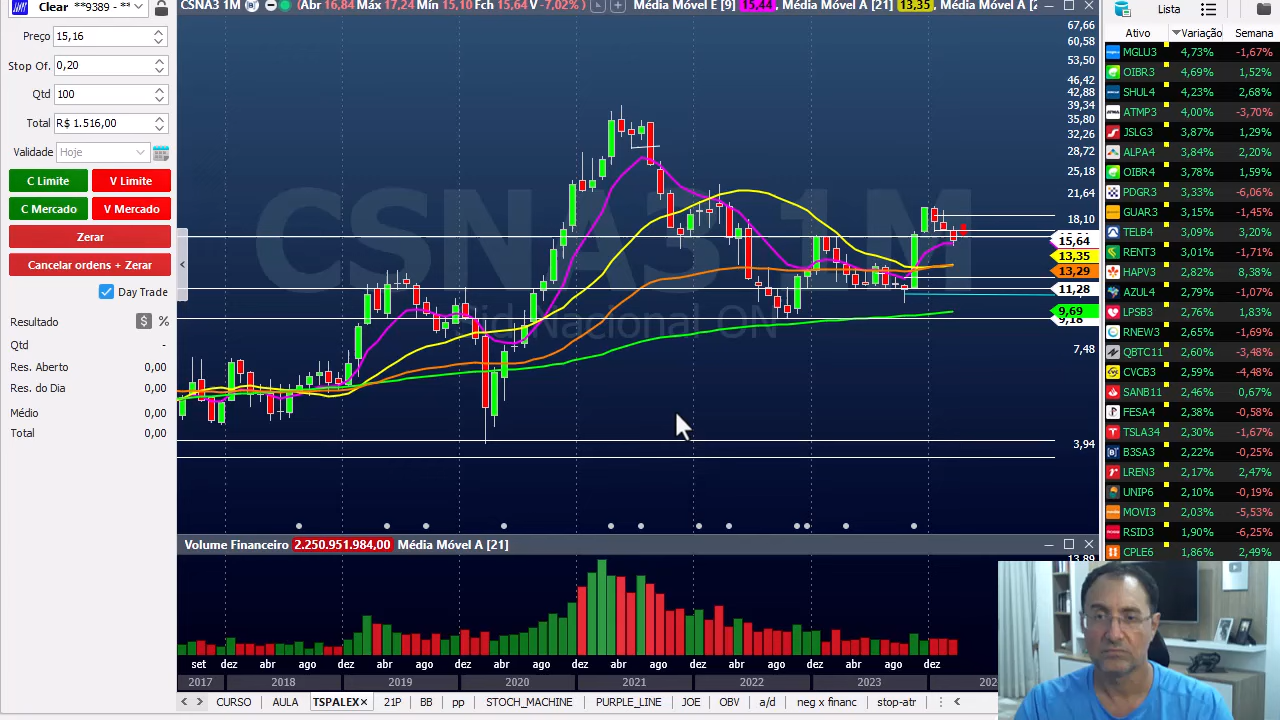 Clear **9389 - **
Preço 15,16
Stop Of. 0,20
Qtd 100
Total R$ 1.516,00
Validade Hoje
C Limite V Limite
C Mercado V Mercado
Zerar
Cancelar ordens + Zerar
Day Trade
Resultado $ %
Qtd -
Res. Aberto 0,00
Res. do Dia 0,00
Médio 0,00
Total 0,00
CSNA3 1M (Abr 16,84 Máx 17,24 Mín 15,10 Fch 15,64 V -7,02%) Média Móvel E [9] 15,44 Média Móvel A [21] 13,35 Média Móvel A [2
CSNA3 1M
Sid Nacional ON
67,66
60,58
53,50
46,42
42,88
39,34
35,80
32,26
28,72
25,18
21,64
18,10
15,64
13,35
13,29
11,28
9,69
9,18
7,48
3,94
Volume Financeiro 2.250.951.984,00 Média Móvel A [21]
13,89
set dez abr ago dez abr ago dez abr ago dez abr ago dez abr ago dez abr ago dez
2017 2018 2019 2020 2021 2022 2023
CURSO AULA TSPALEX× 21P BB pp STOCH_MACHINE PURPLE_LINE JOE OBV a/d neg x financ stop-atr
Lista
Ativo Variação Semana
MGLU3 4,73% -1,67%
OIBR3 4,69% 1,52%
SHUL4 4,23% 2,68%
ATMP3 4,00% -3,70%
JSLG3 3,87% 1,29%
ALPA4 3,84% 2,20%
OIBR4 3,78% 1,59%
PDGR3 3,33% -6,06%
GUAR3 3,15% -1,45%
TELB4 3,09% 3,20%
RENT3 3,01% -1,71%
HAPV3 2,82% 8,38%
AZUL4 2,79% -1,07%
LPSB3 2,76% 1,83%
RNEW3 2,65% -1,69%
QBTC11 2,60% -3,48%
CVCB3 2,59% -4,48%
SANB11 2,46% 0,67%
FESA4 2,38% -0,58%
TSLA34 2,30% -1,67%
B3SA3 2,22% -0,25%
LREN3 2,17% 2,47%
UNIP6 2,10% -0,19%
MOVI3 2,03% -5,53%
RSID3 1,90% -6,25%
CPLE6 1,86% 2,49%